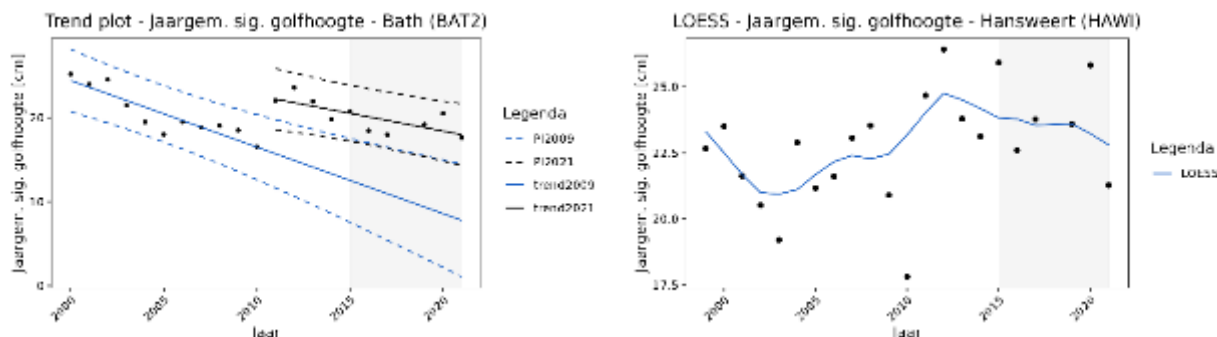 Trend plot - Jaargem. sig. golfhoogte - Bath (BAT2)
Jaargem. sig. golfhoogte [cm]
20
10
0
2000
2005
2010
2015
2020
Jaar
Legenda
PI2009
PI2021
trend2009
trend2021
LOESS - Jaargem. sig. golfhoogte - Hansweert (HAWI)
Jaargem. sig. golfhoogte [cm]
25.0
22.5
20.0
17.5
2000
2005
2010
2015
2020
Jaar
Legenda
LOESS